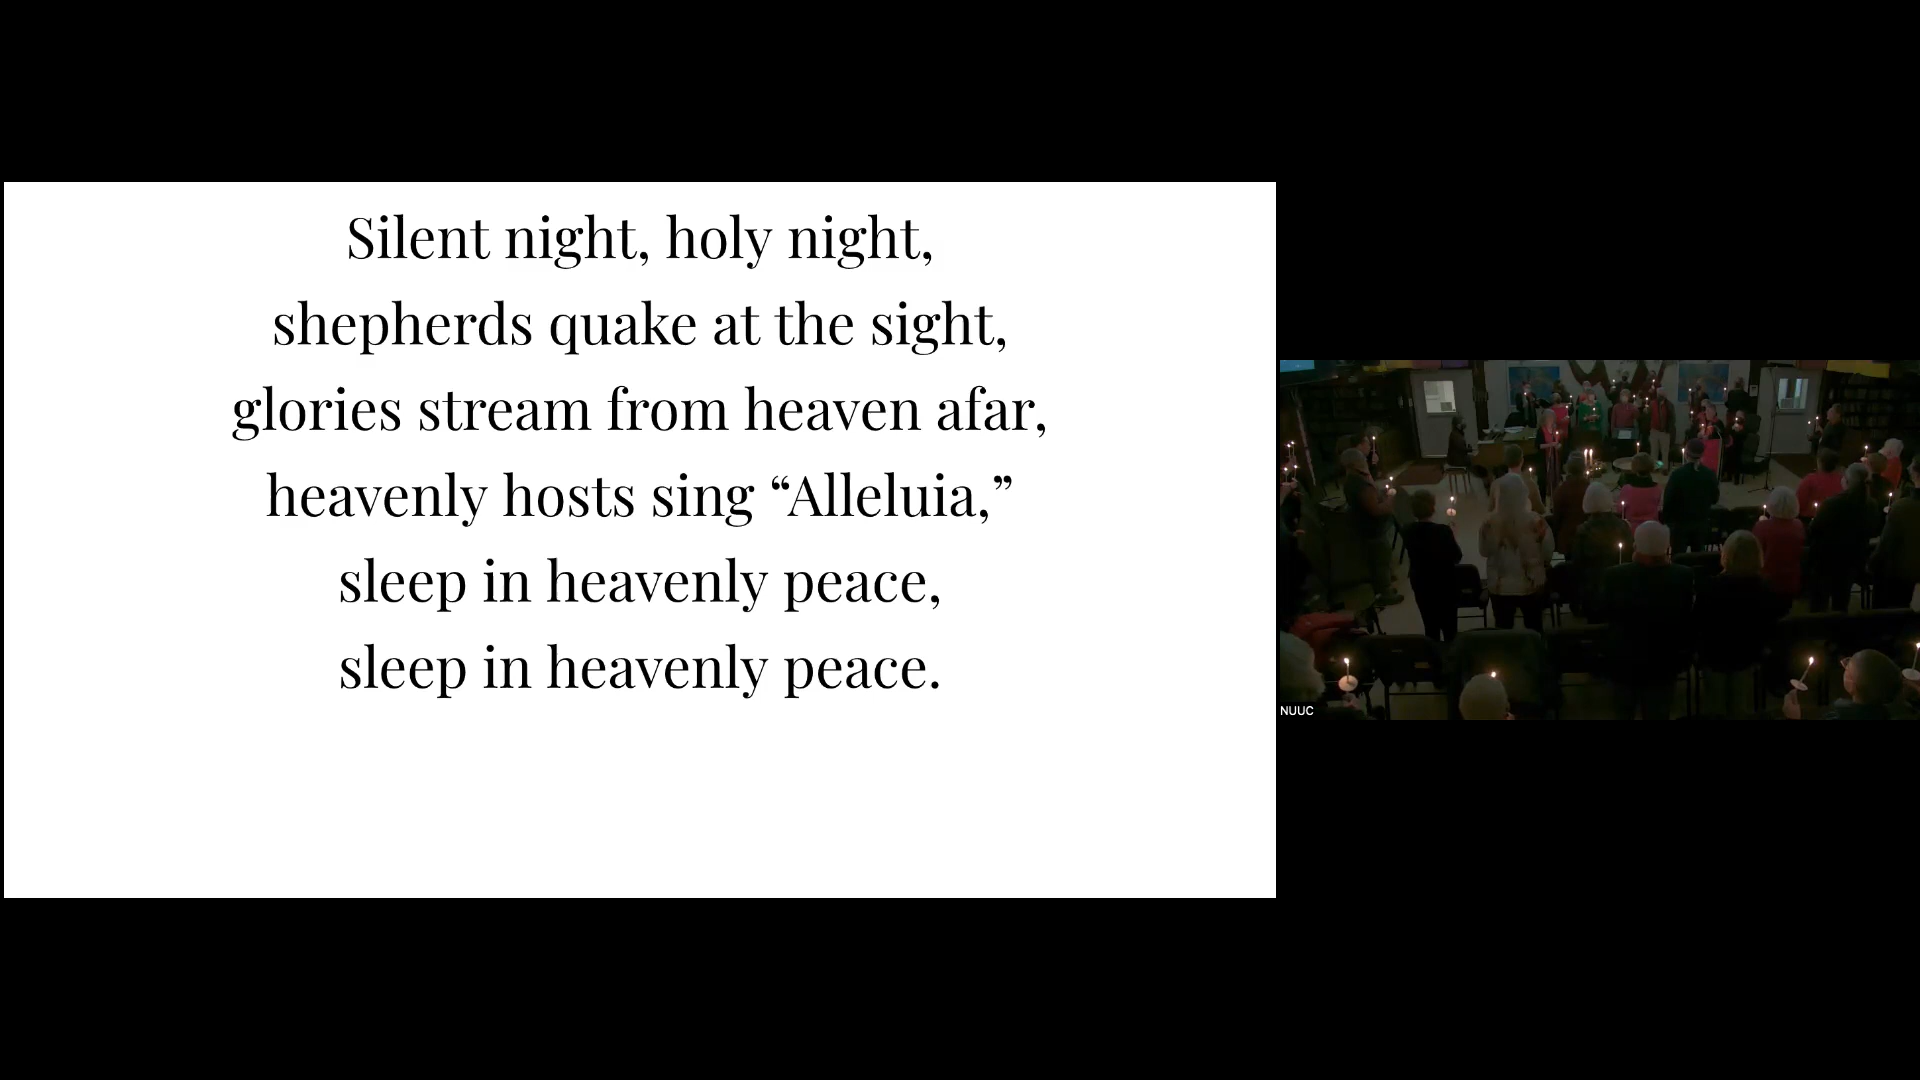 Silent night, holy night,
shepherds quake at the sight,
glories stream from heaven afar,
heavenly hosts sing “Alleluia,”
sleep in heavenly peace,
sleep in heavenly peace.
NUUC